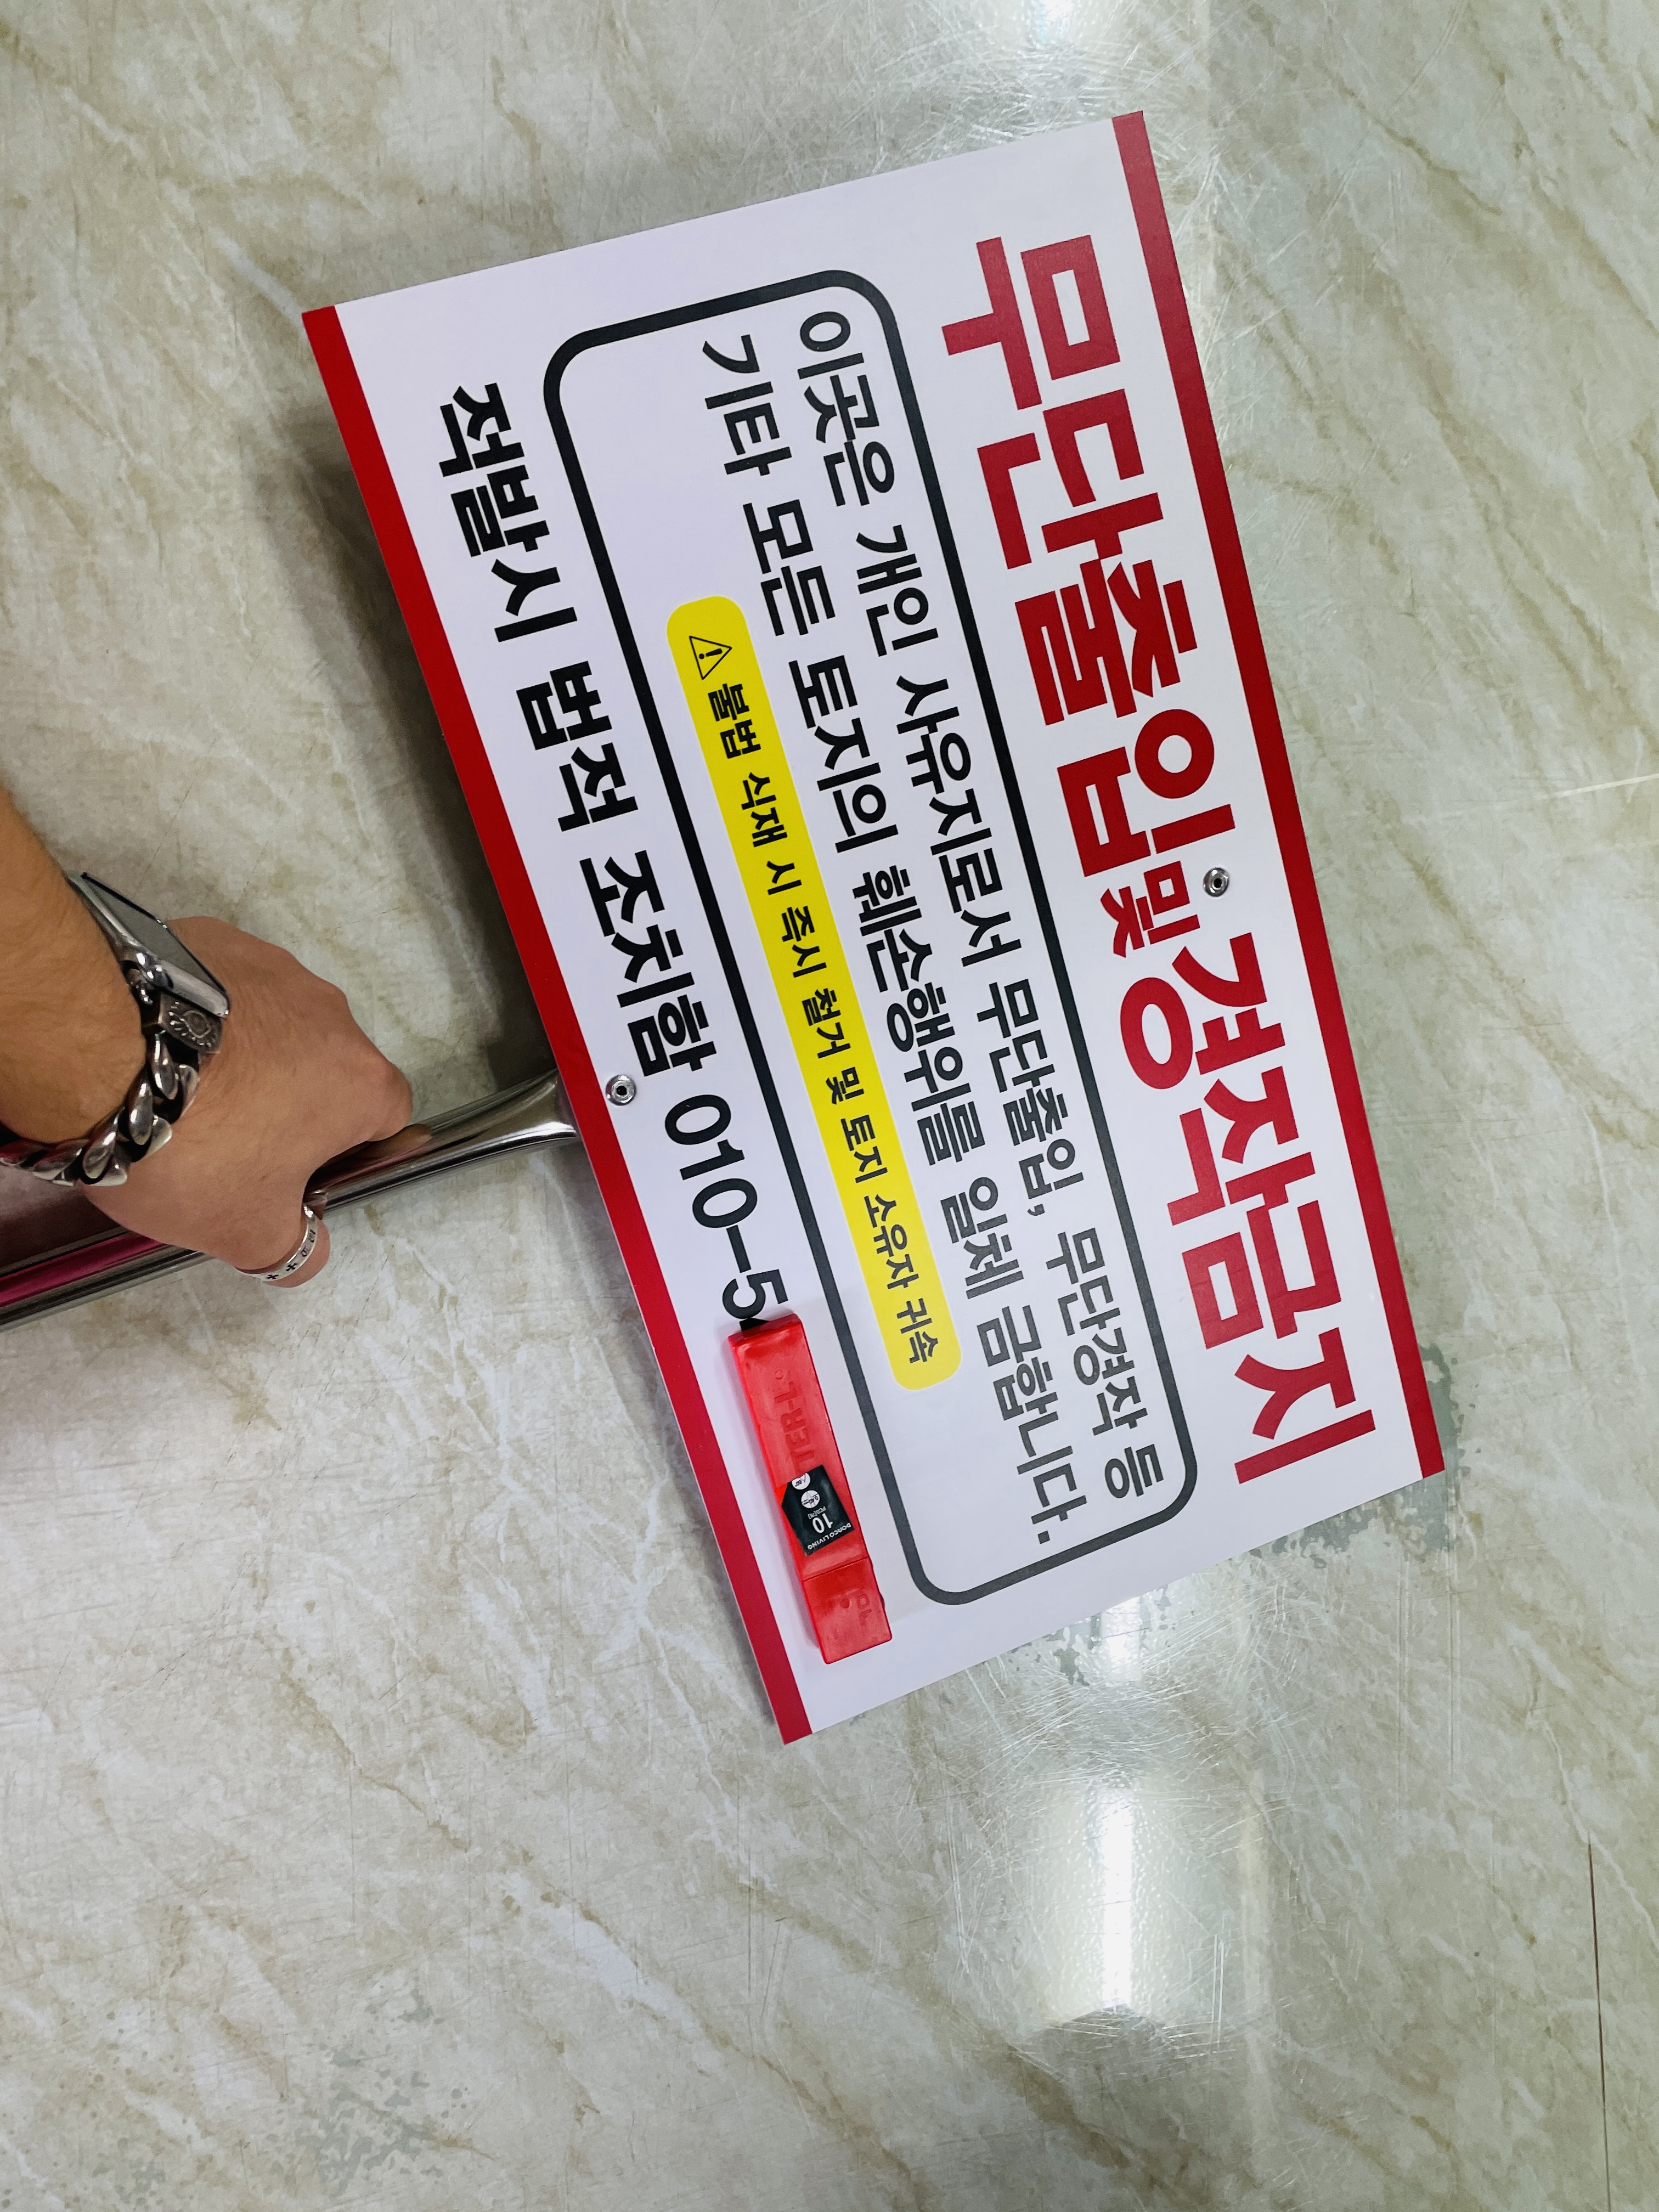 무단출입및경작금지
이곳은 개인 사유지로서 무단출입, 무단경작 등
기타 모든 토지의 훼손행위를 일체 금합니다.
불법 식재 시 즉시 철거 및 토지 소유자 귀속
적발시 법적 조치함 010-5
10
DORCO LIVING